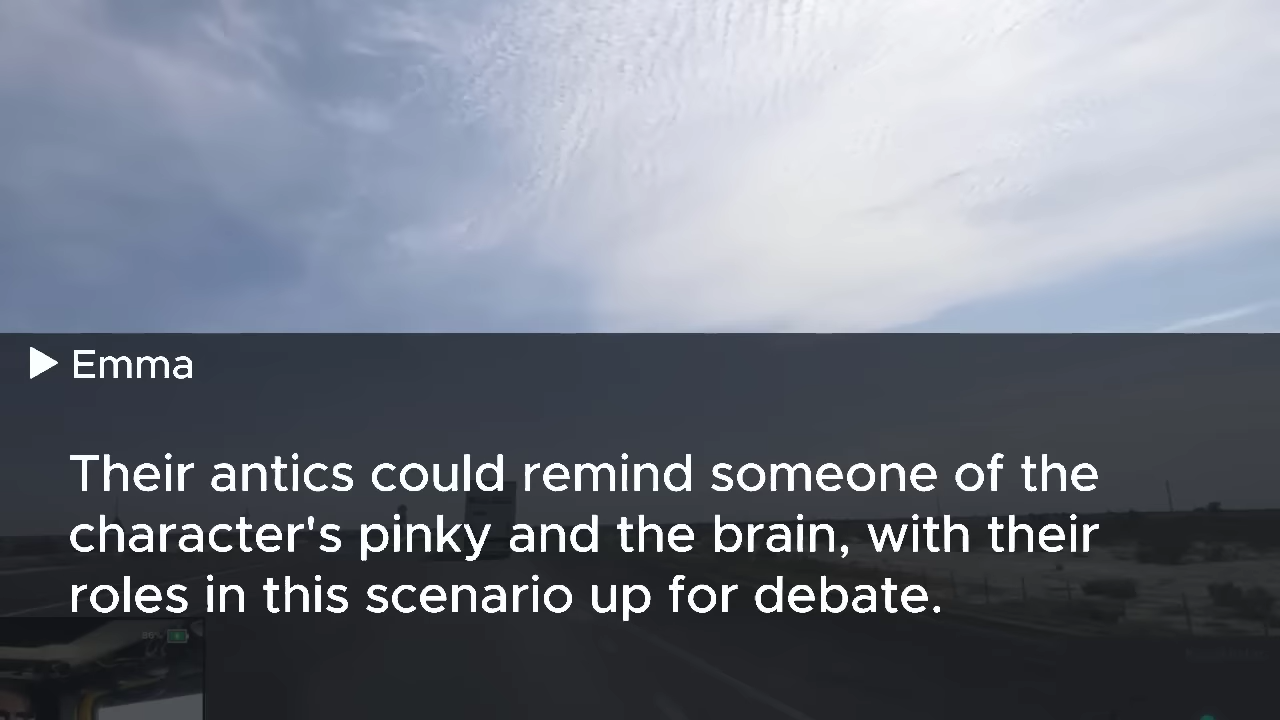 Emma
Their antics could remind someone of the
character's pinky and the brain, with their
roles in this scenario up for debate.
86%